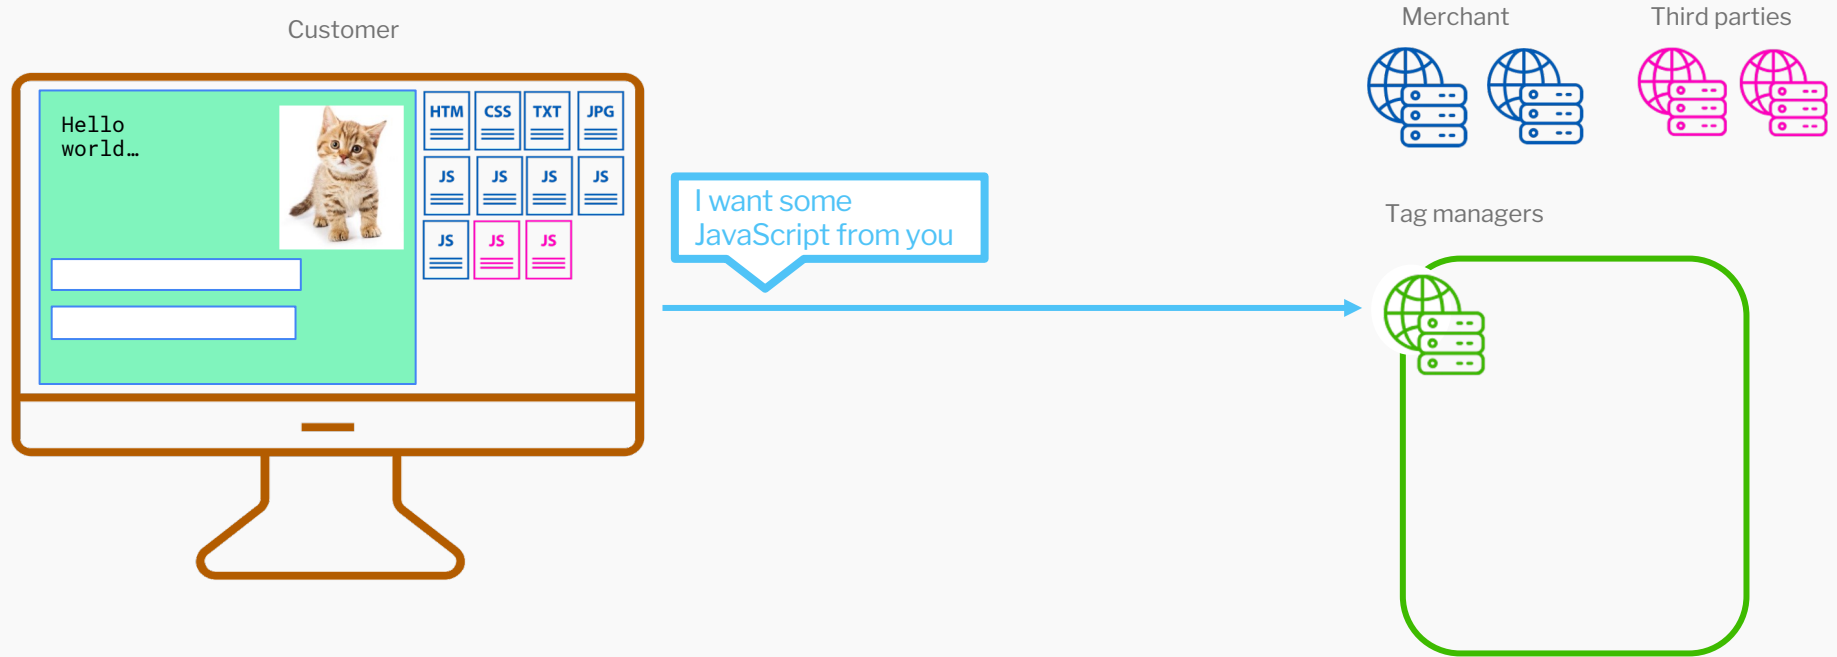 Customer
Merchant
Third parties
Hello
world…
HTM
CSS
TXT
JPG
JS
JS
JS
JS
JS
JS
JS
I want some
JavaScript from you
Tag managers